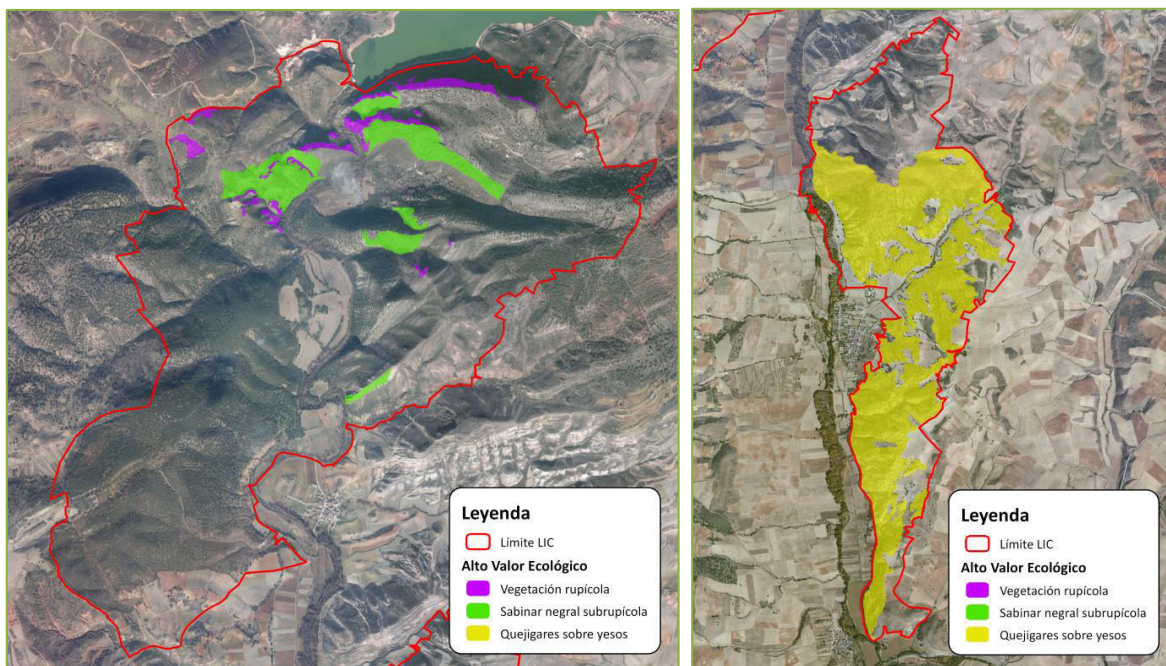 Leyenda
Límite LIC
Alto Valor Ecológico
Vegetación rupícola
Sabinar negral subrupícola
Quejigares sobre yesos
Leyenda
Límite LIC
Alto Valor Ecológico
Vegetación rupícola
Sabinar negral subrupícola
Quejigares sobre yesos